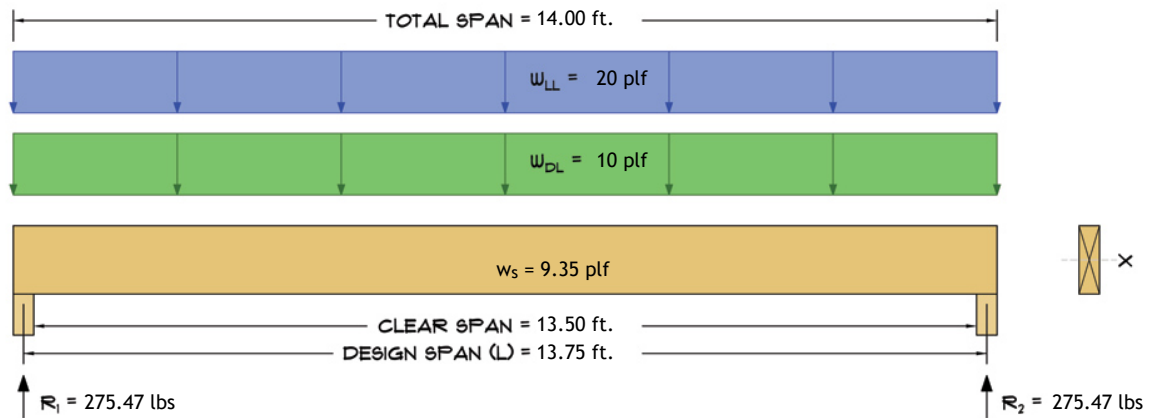 TOTAL SPAN = 14.00 ft.
WLL = 20 plf
WDL = 10 plf
ws = 9.35 plf
X
CLEAR SPAN = 13.50 ft.
DESIGN SPAN (L) = 13.75 ft.
R1 = 275.47 lbs
R2 = 275.47 lbs